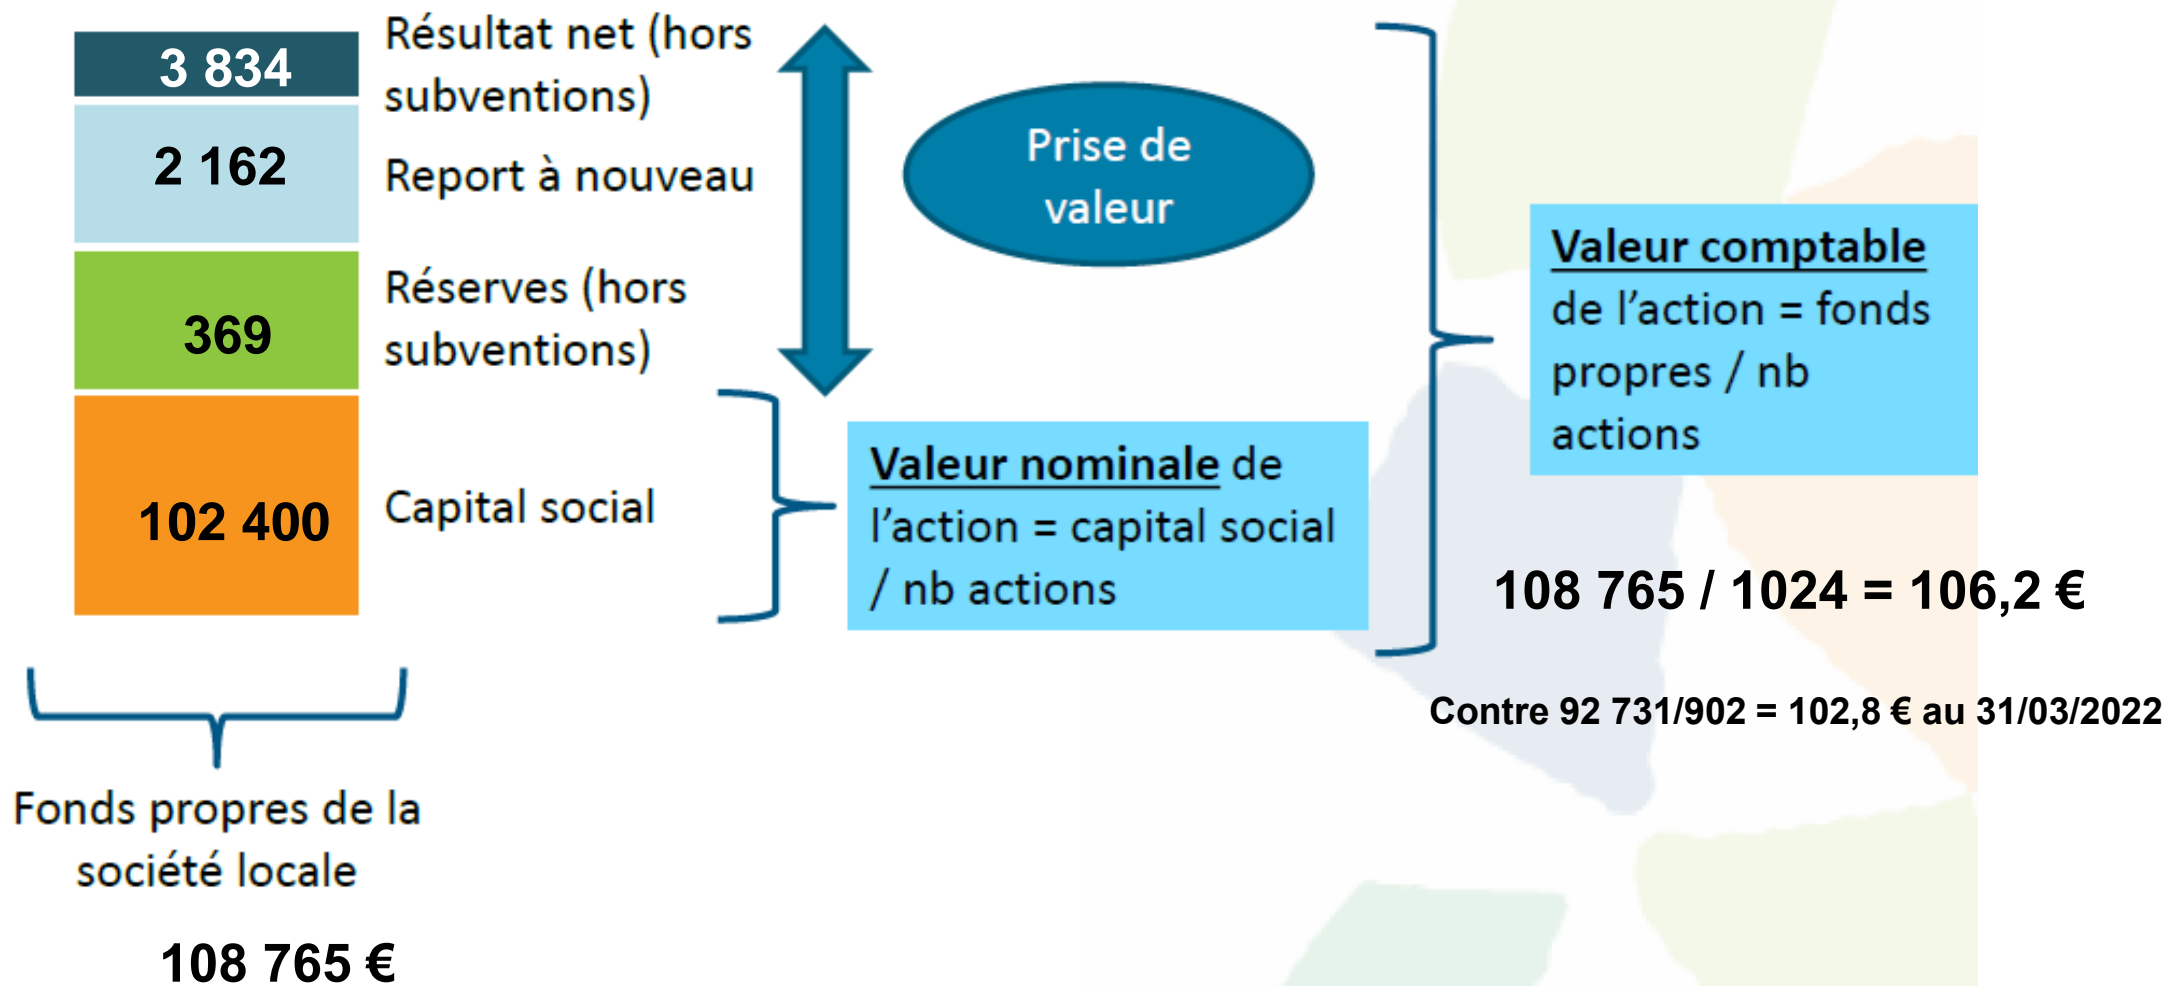 3 834
Résultat net (hors
subventions)
2 162
Report à nouveau
369
Réserves (hors
subventions)
102 400
Capital social
Fonds propres de la
société locale
108 765 €
Prise de
valeur
Valeur nominale de
l’action = capital social
/ nb actions
Valeur comptable
de l’action = fonds
propres / nb
actions
108 765 / 1024 = 106,2 €
Contre 92 731/902 = 102,8 € au 31/03/2022